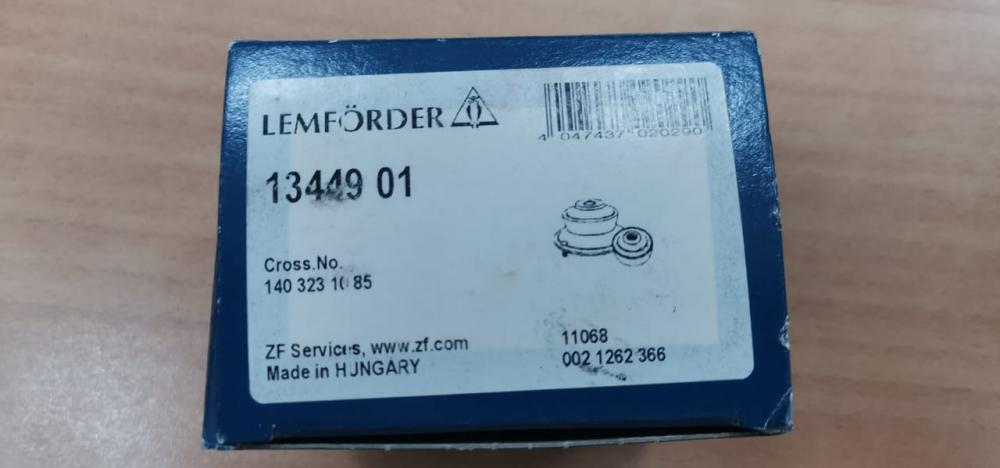 LEMFÖRDER
4 047437 020290
13449 01
Cross.No.
140 323 10 85
ZF Services, www.zf.com
Made in HUNGARY
11068
002 1262 366